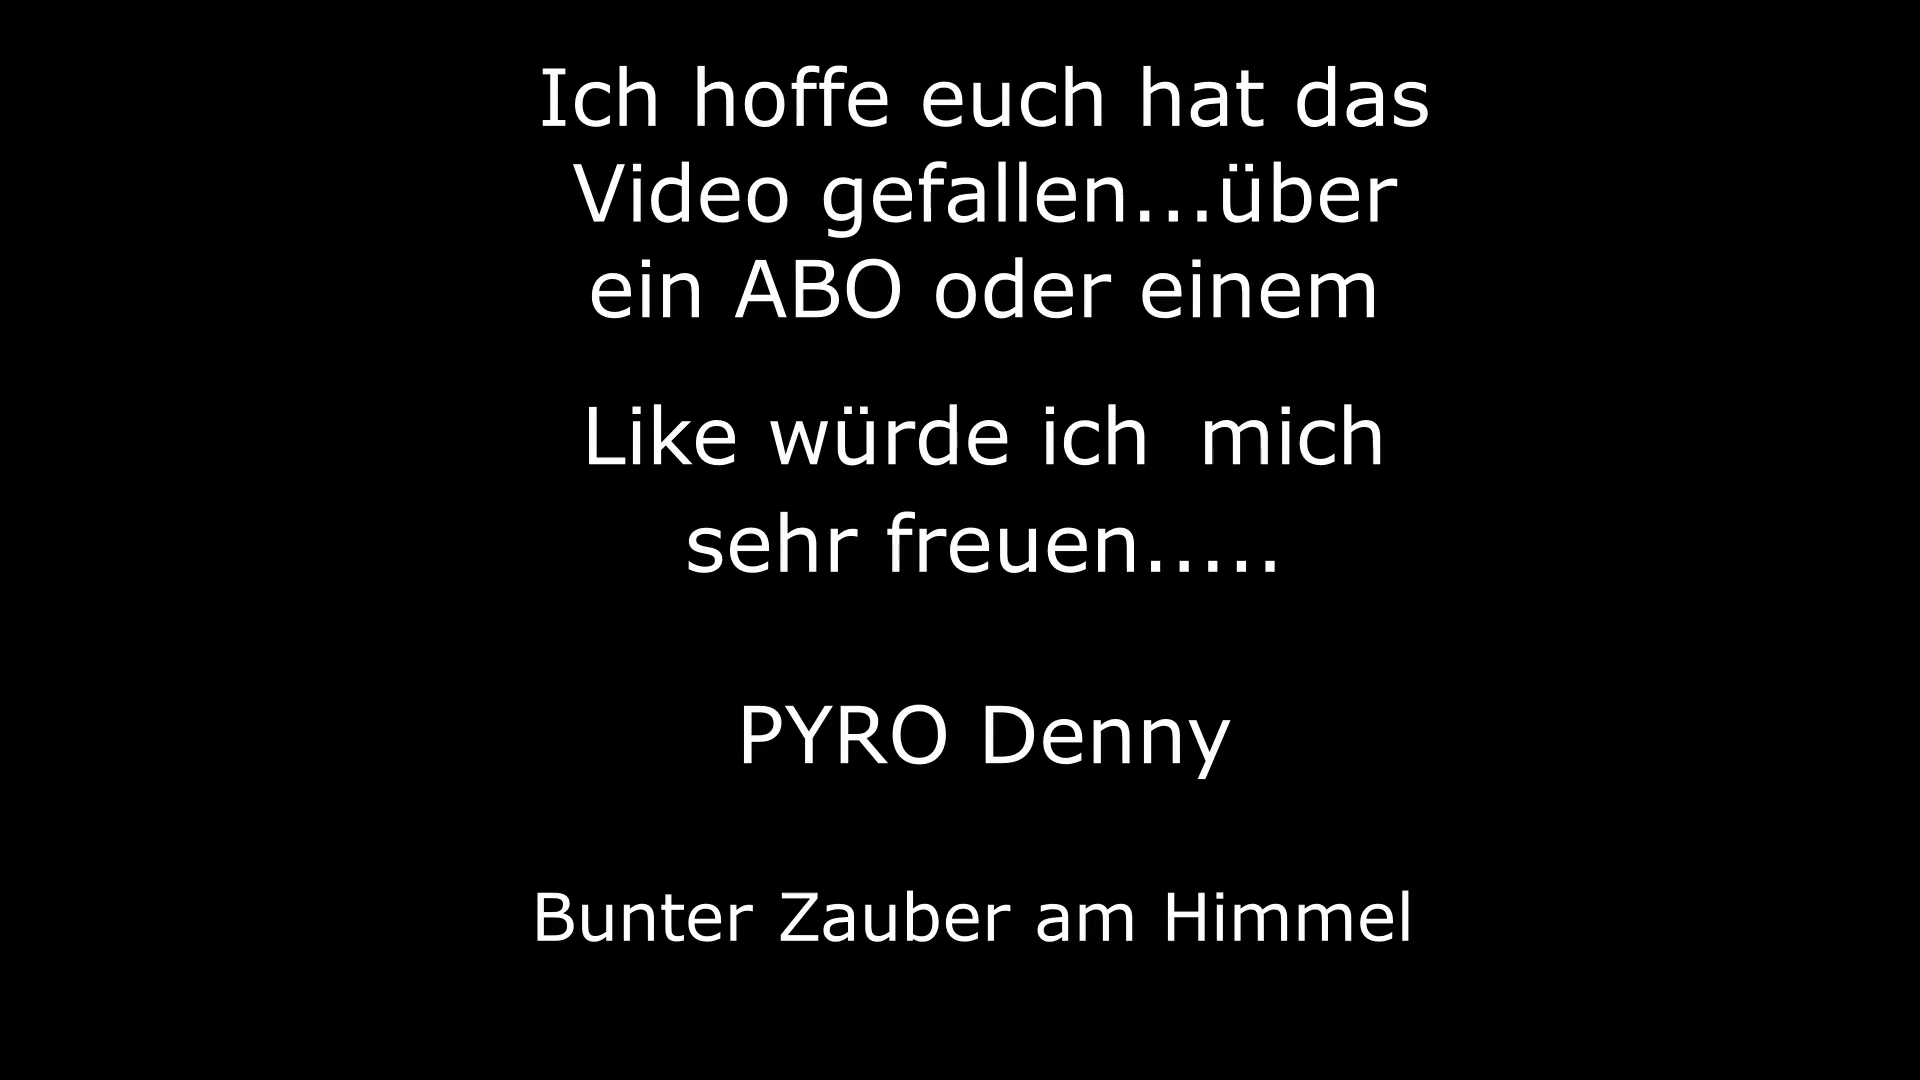 Ich hoffe euch hat das
Video gefallen...über
ein ABO oder einem
Like würde ich  mich
sehr freuen.....
PYRO Denny
Bunter Zauber am Himmel